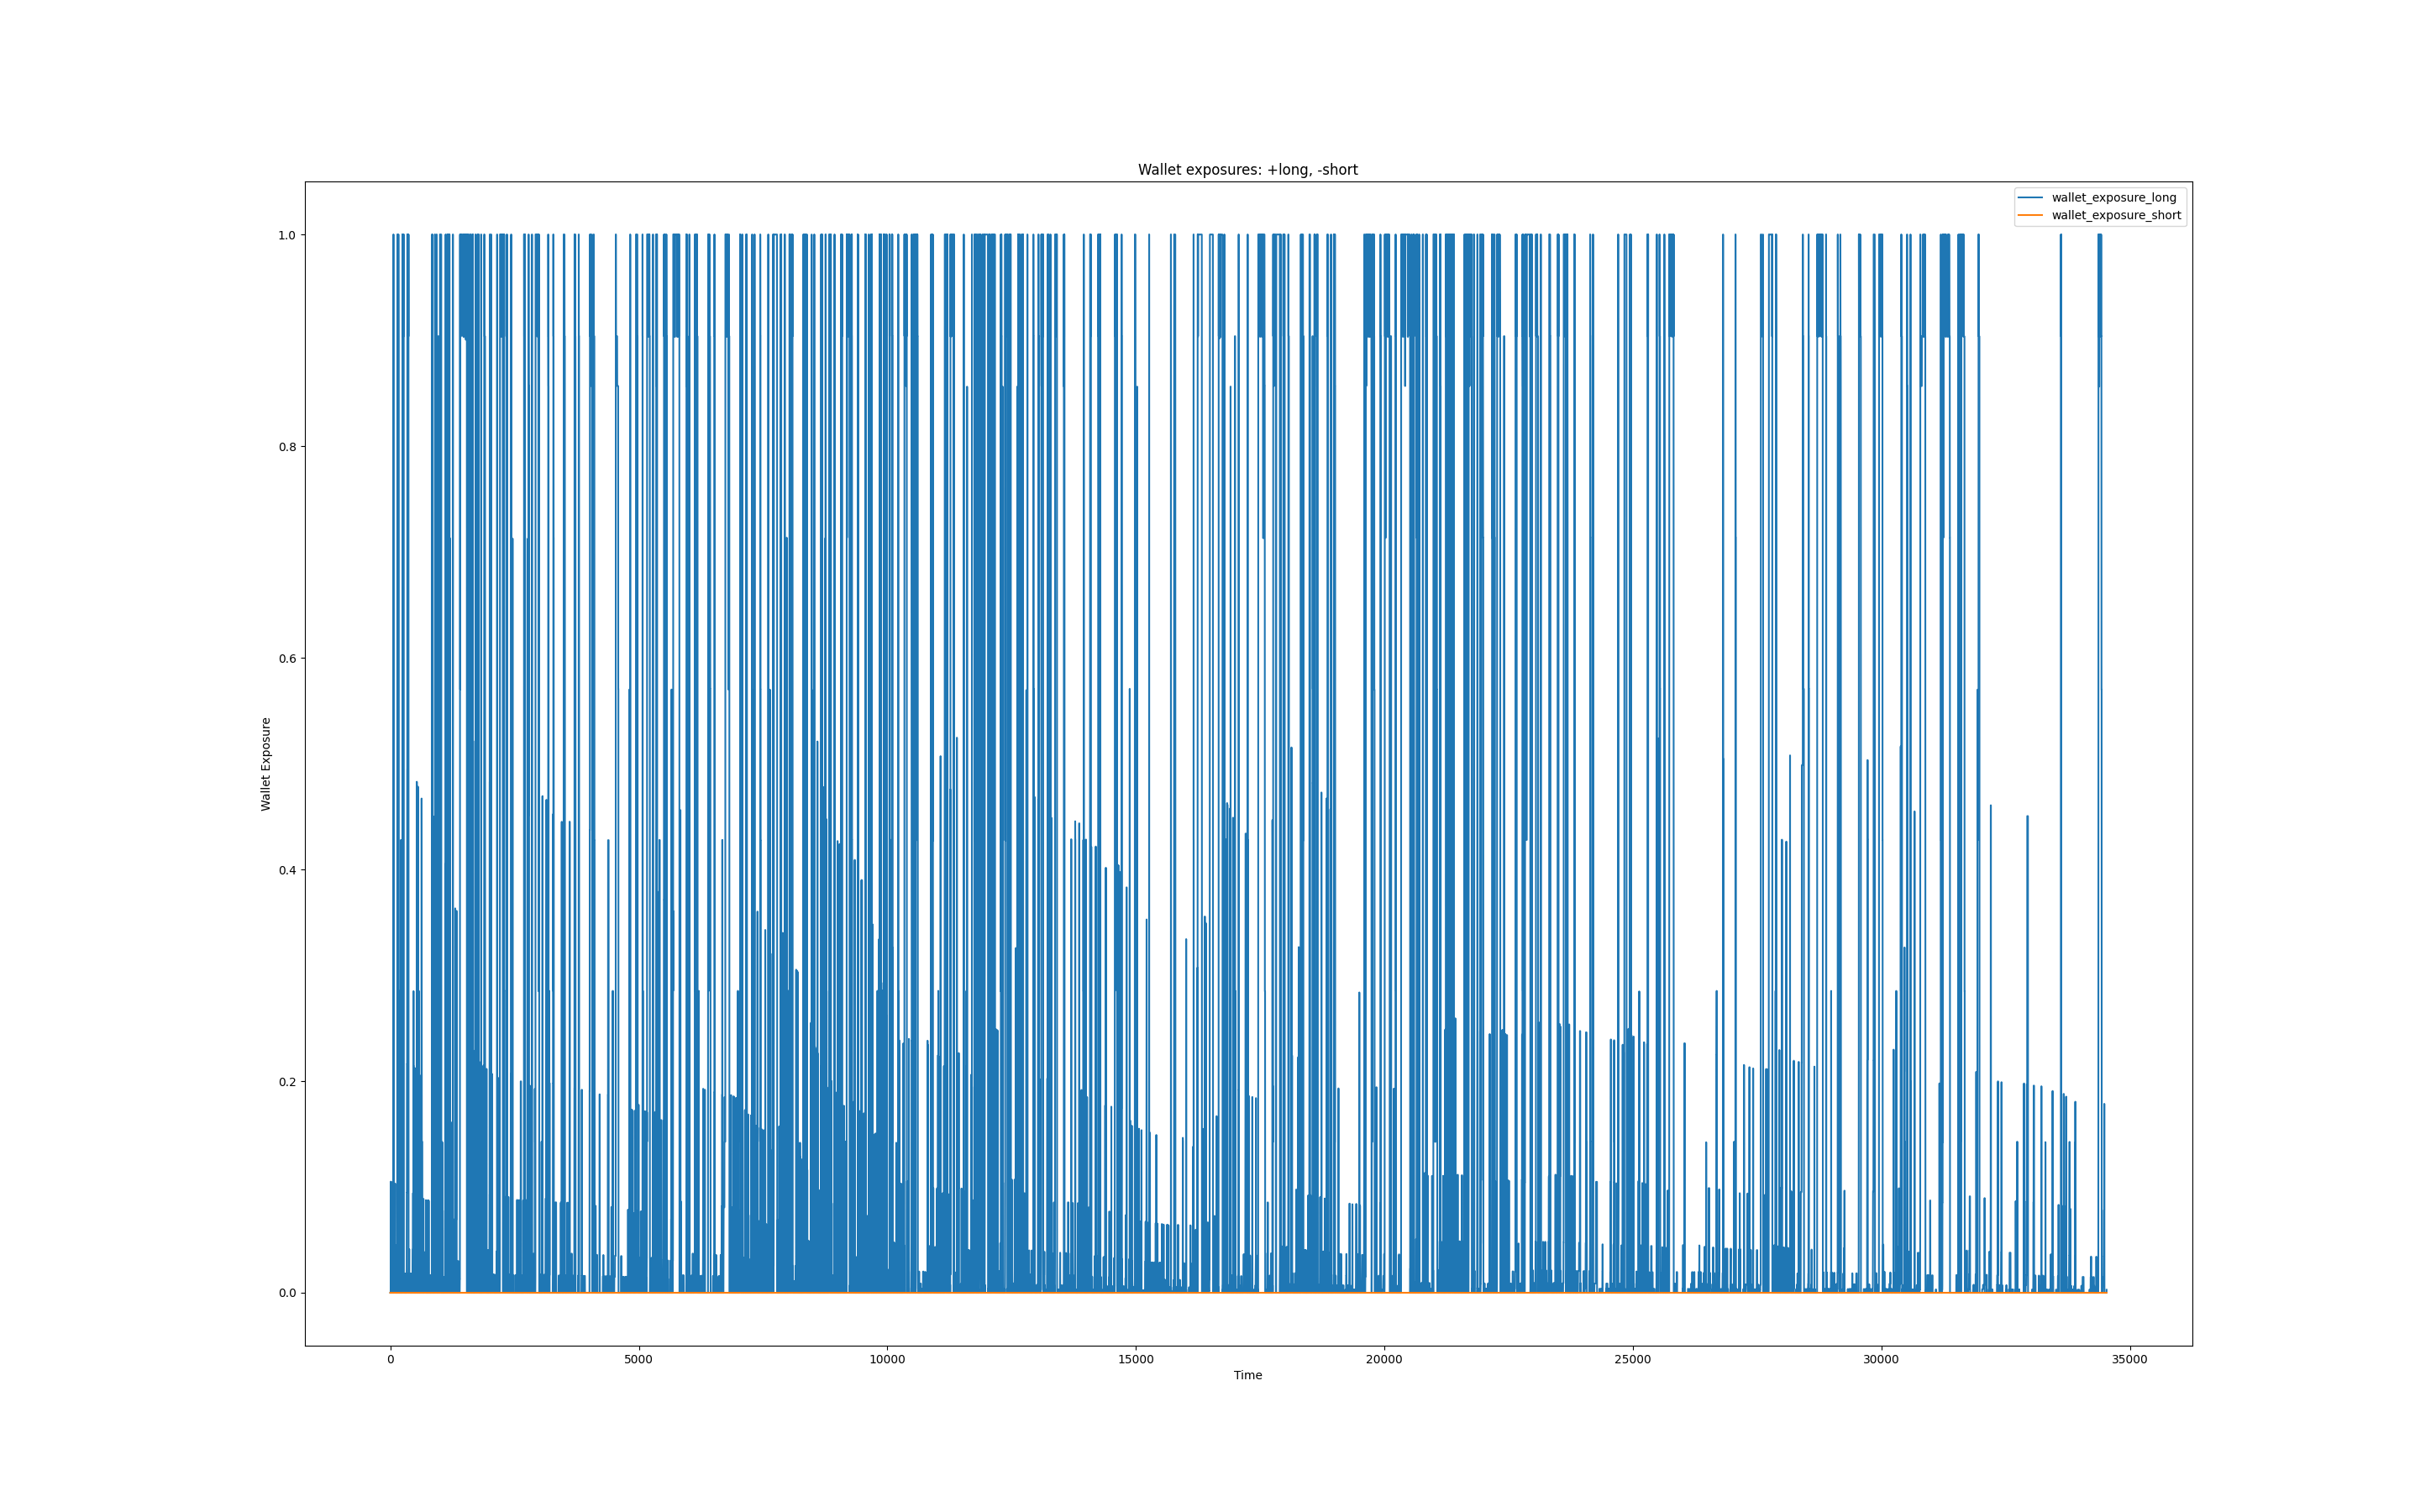 Wallet exposures: +long, -short
wallet_exposure_long
wallet_exposure_short
1.0
0.8
0.6
0.4
0.2
0.0
Wallet Exposure
0 5000 10000 15000 20000 25000 30000 35000
Time